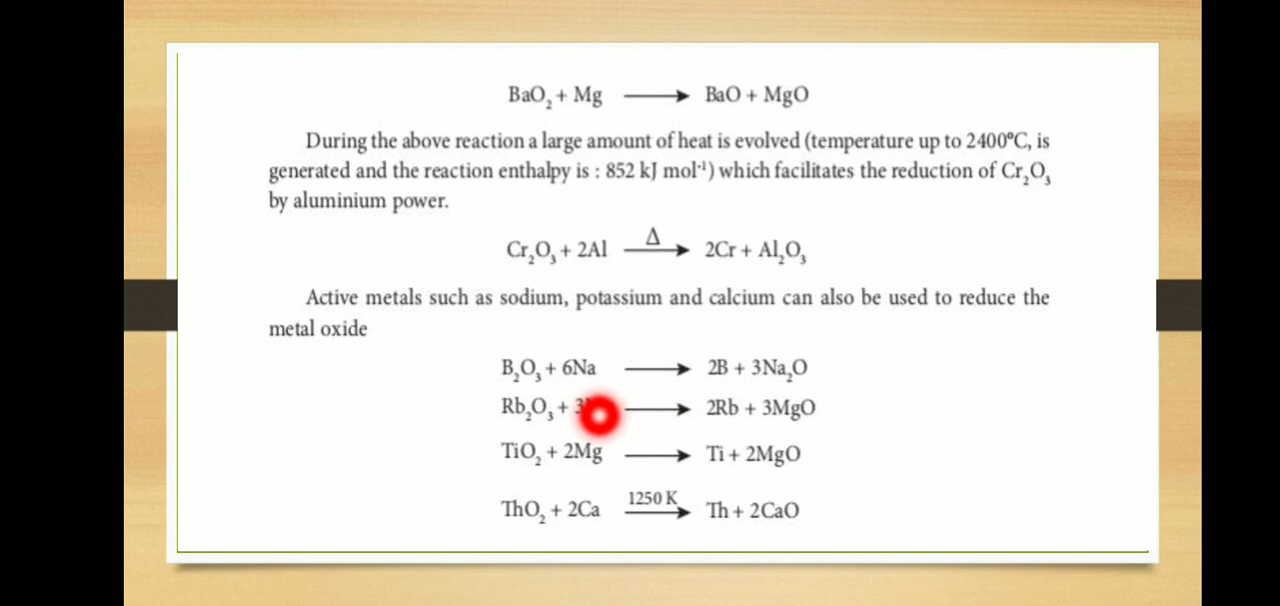 BaO₂ + Mg ⟶ BaO + MgO
During the above reaction a large amount of heat is evolved (temperature up to 2400°C, is
generated and the reaction enthalpy is : 852 kJ mol⁻¹) which facilitates the reduction of Cr₂O₃
by aluminium power.
Cr₂O₃ + 2Al —Δ→ 2Cr + Al₂O₃
Active metals such as sodium, potassium and calcium can also be used to reduce the
metal oxide
B₂O₃ + 6Na ⟶ 2B + 3Na₂O
Rb₂O₃ + ⟶ 2Rb + 3MgO
TiO₂ + 2Mg ⟶ Ti + 2MgO
ThO₂ + 2Ca —1250 K→ Th + 2CaO